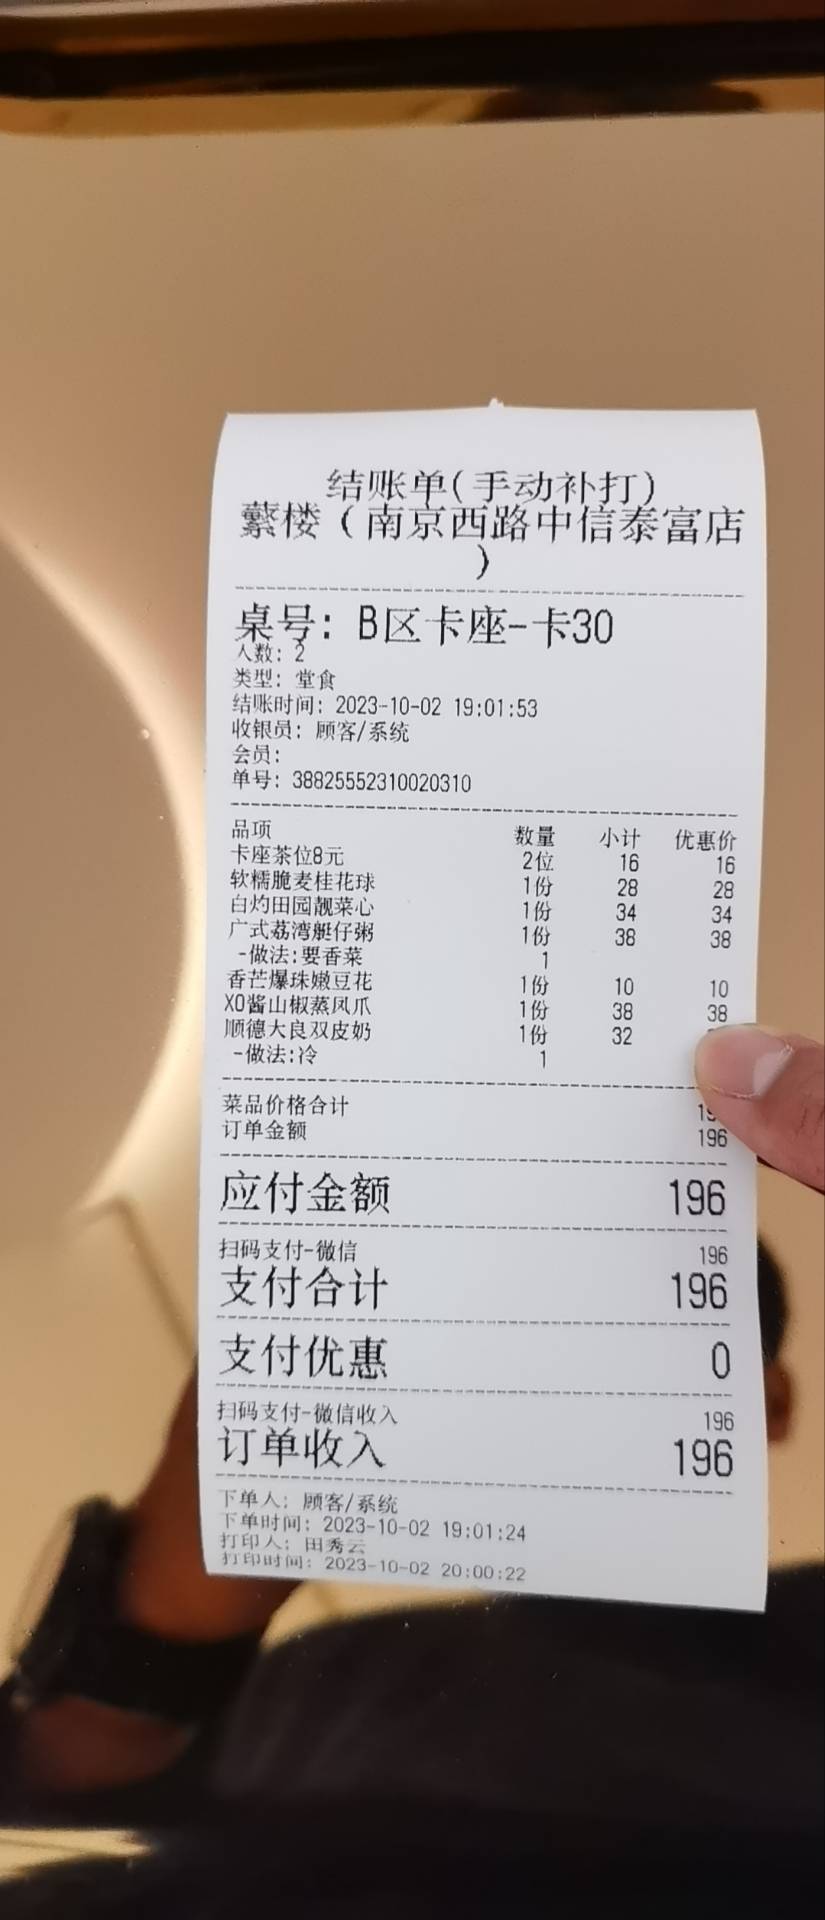 结账单(手动补打)
蘩楼（南京西路中信泰富店
）
桌号: B区卡座-卡30
人数: 2
类型: 堂食
结账时间: 2023-10-02 19:01:53
收银员: 顾客/系统
会员:
单号: 38825552310020310
品项 数量 小计 优惠价
卡座茶位8元 2位 16 16
软糯脆麦桂花球 1份 28 28
白灼田园靓菜心 1份 34 34
广式荔湾艇仔粥 1份 38 38
-做法:要香菜 1
香芒爆珠嫩豆花 1份 10 10
XO酱山椒蒸凤爪 1份 38 38
顺德大良双皮奶 1份 32
-做法:冷 1
菜品价格合计
订单金额 196
应付金额 196
扫码支付-微信 196
支付合计 196
支付优惠 0
扫码支付-微信收入 196
订单收入 196
下单人: 顾客/系统
下单时间: 2023-10-02 19:01:24
打印人: 田秀云
打印时间: 2023-10-02 20:00:22